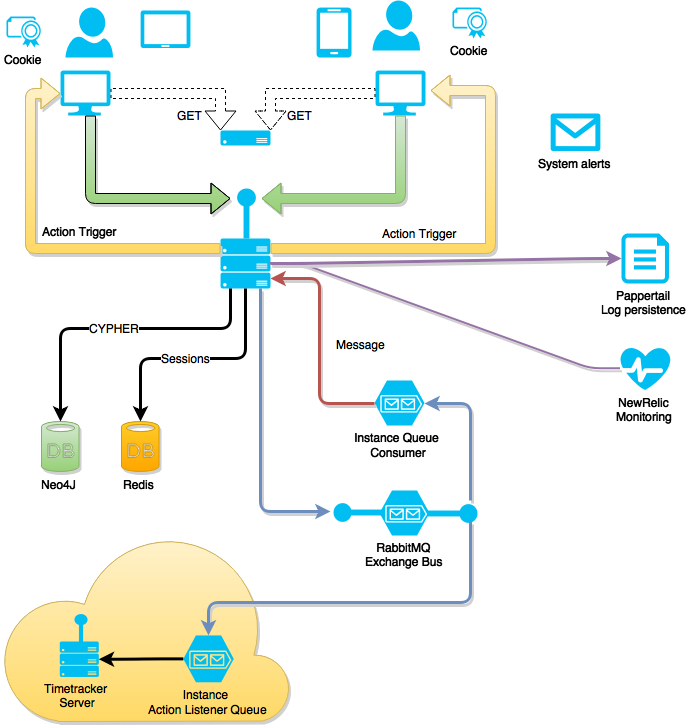 Cookie
Cookie
GET
GET
System alerts
Action Trigger
Action Trigger
Pappertail
Log persistence
CYPHER
Message
Sessions
NewRelic
Monitoring
Instance Queue
Consumer
DB
DB
Neo4J
Redis
RabbitMQ
Exchange Bus
Timetracker
Server
Instance
Action Listener Queue